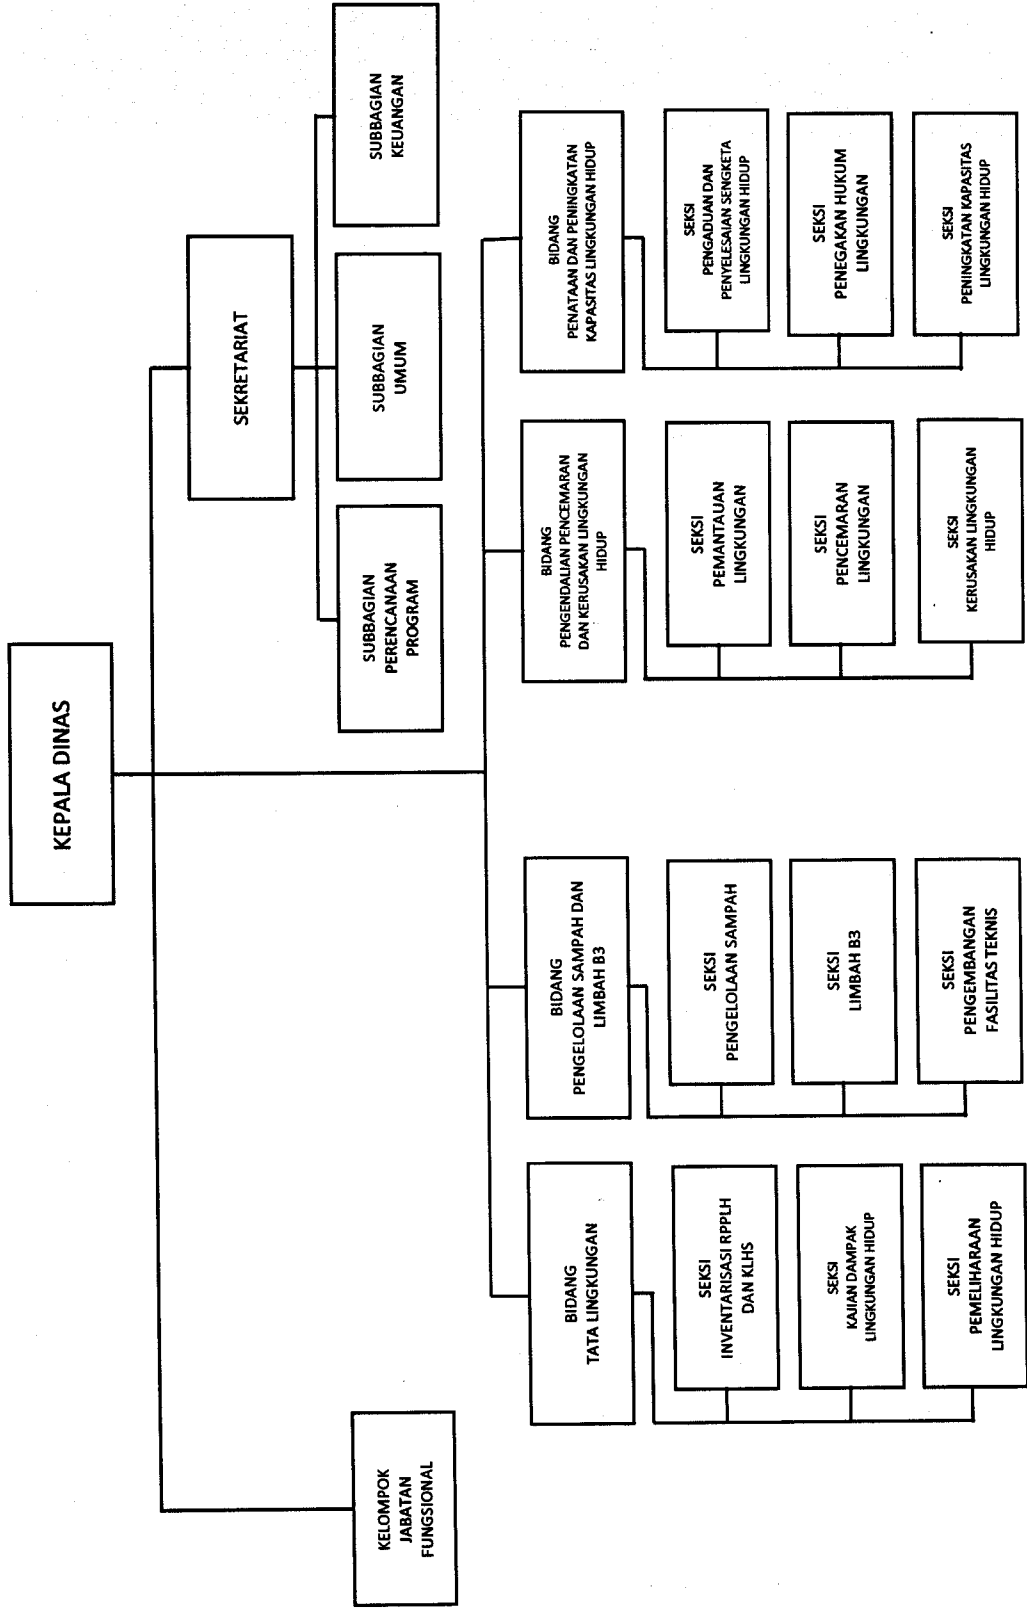 KEPALA DINAS
SEKRETARIAT
KELOMPOK
JABATAN
FUNGSIONAL
SUBBAGIAN
PERENCANAAN
PROGRAM
SUBBAGIAN
UMUM
SUBBAGIAN
KEUANGAN
BIDANG
TATA LINGKUNGAN
SEKSI
INVENTARISASI RPPLH
DAN KLHS
SEKSI
KAJIAN DAMPAK
LINGKUNGAN HIDUP
SEKSI
PEMELIHARAAN
LINGKUNGAN HIDUP
BIDANG
PENGELOLAAN SAMPAH DAN
LIMBAH B3
SEKSI
PENGELOLAAN SAMPAH
SEKSI
LIMBAH B3
SEKSI
PENGEMBANGAN
FASILITAS TEKNIS
BIDANG
PENGENDALIAN PENCEMARAN
DAN KERUSAKAN LINGKUNGAN
HIDUP
SEKSI
PEMANTAUAN
LINGKUNGAN
SEKSI
PENCEMARAN
LINGKUNGAN
SEKSI
KERUSAKAN LINGKUNGAN
HIDUP
BIDANG
PENATAAN DAN PENINGKATAN
KAPASITAS LINGKUNGAN HIDUP
SEKSI
PENGADUAN DAN
PENYELESAIAN SENGKETA
LINGKUNGAN HIDUP
SEKSI
PENEGAKAN HUKUM
LINGKUNGAN
SEKSI
PENINGKATAN KAPASITAS
LINGKUNGAN HIDUP